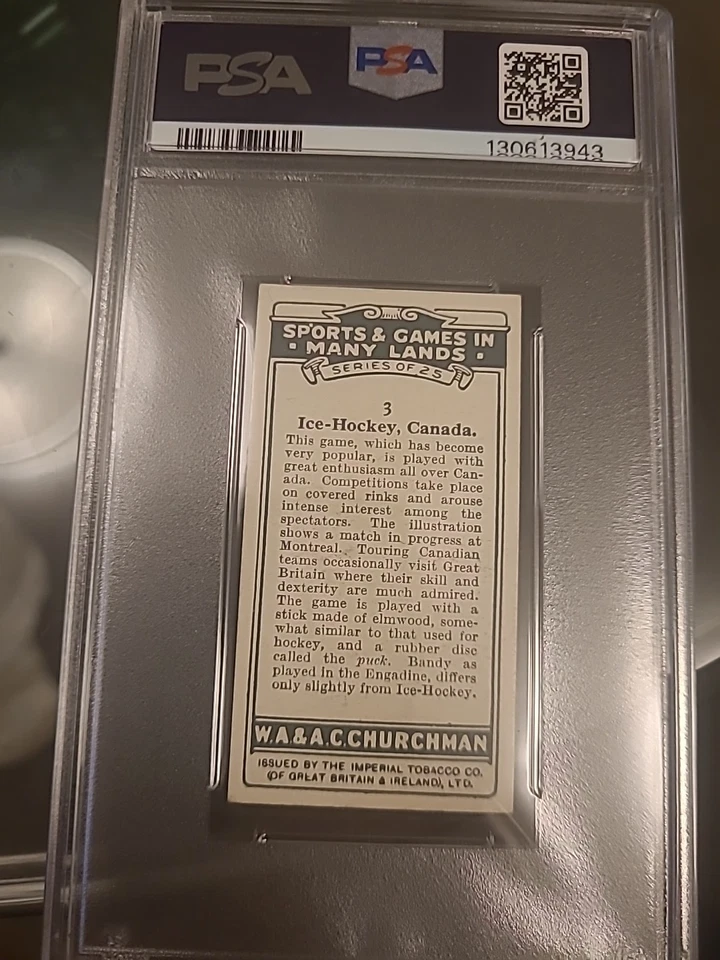 PSA PSA
130613943
SPORTS & GAMES IN
· MANY LANDS ·
SERIES OF 25
3
Ice-Hockey, Canada.
This game, which has become
very popular, is played with
great enthusiasm all over Can-
ada. Competitions take place
on covered rinks and arouse
intense interest among the
spectators. The illustration
shows a match in progress at
Montreal. Touring Canadian
teams occasionally visit Great
Britain where their skill and
dexterity are much admired.
The game is played with a
stick made of elmwood, some-
what similar to that used for
hockey, and a rubber disc
called the puck. Bandy as
played in the Engadine, differs
only slightly from Ice-Hockey.
W.A.& A.C.CHURCHMAN
ISSUED BY THE IMPERIAL TOBACCO CO.
(OF GREAT BRITAIN & IRELAND), LTD.